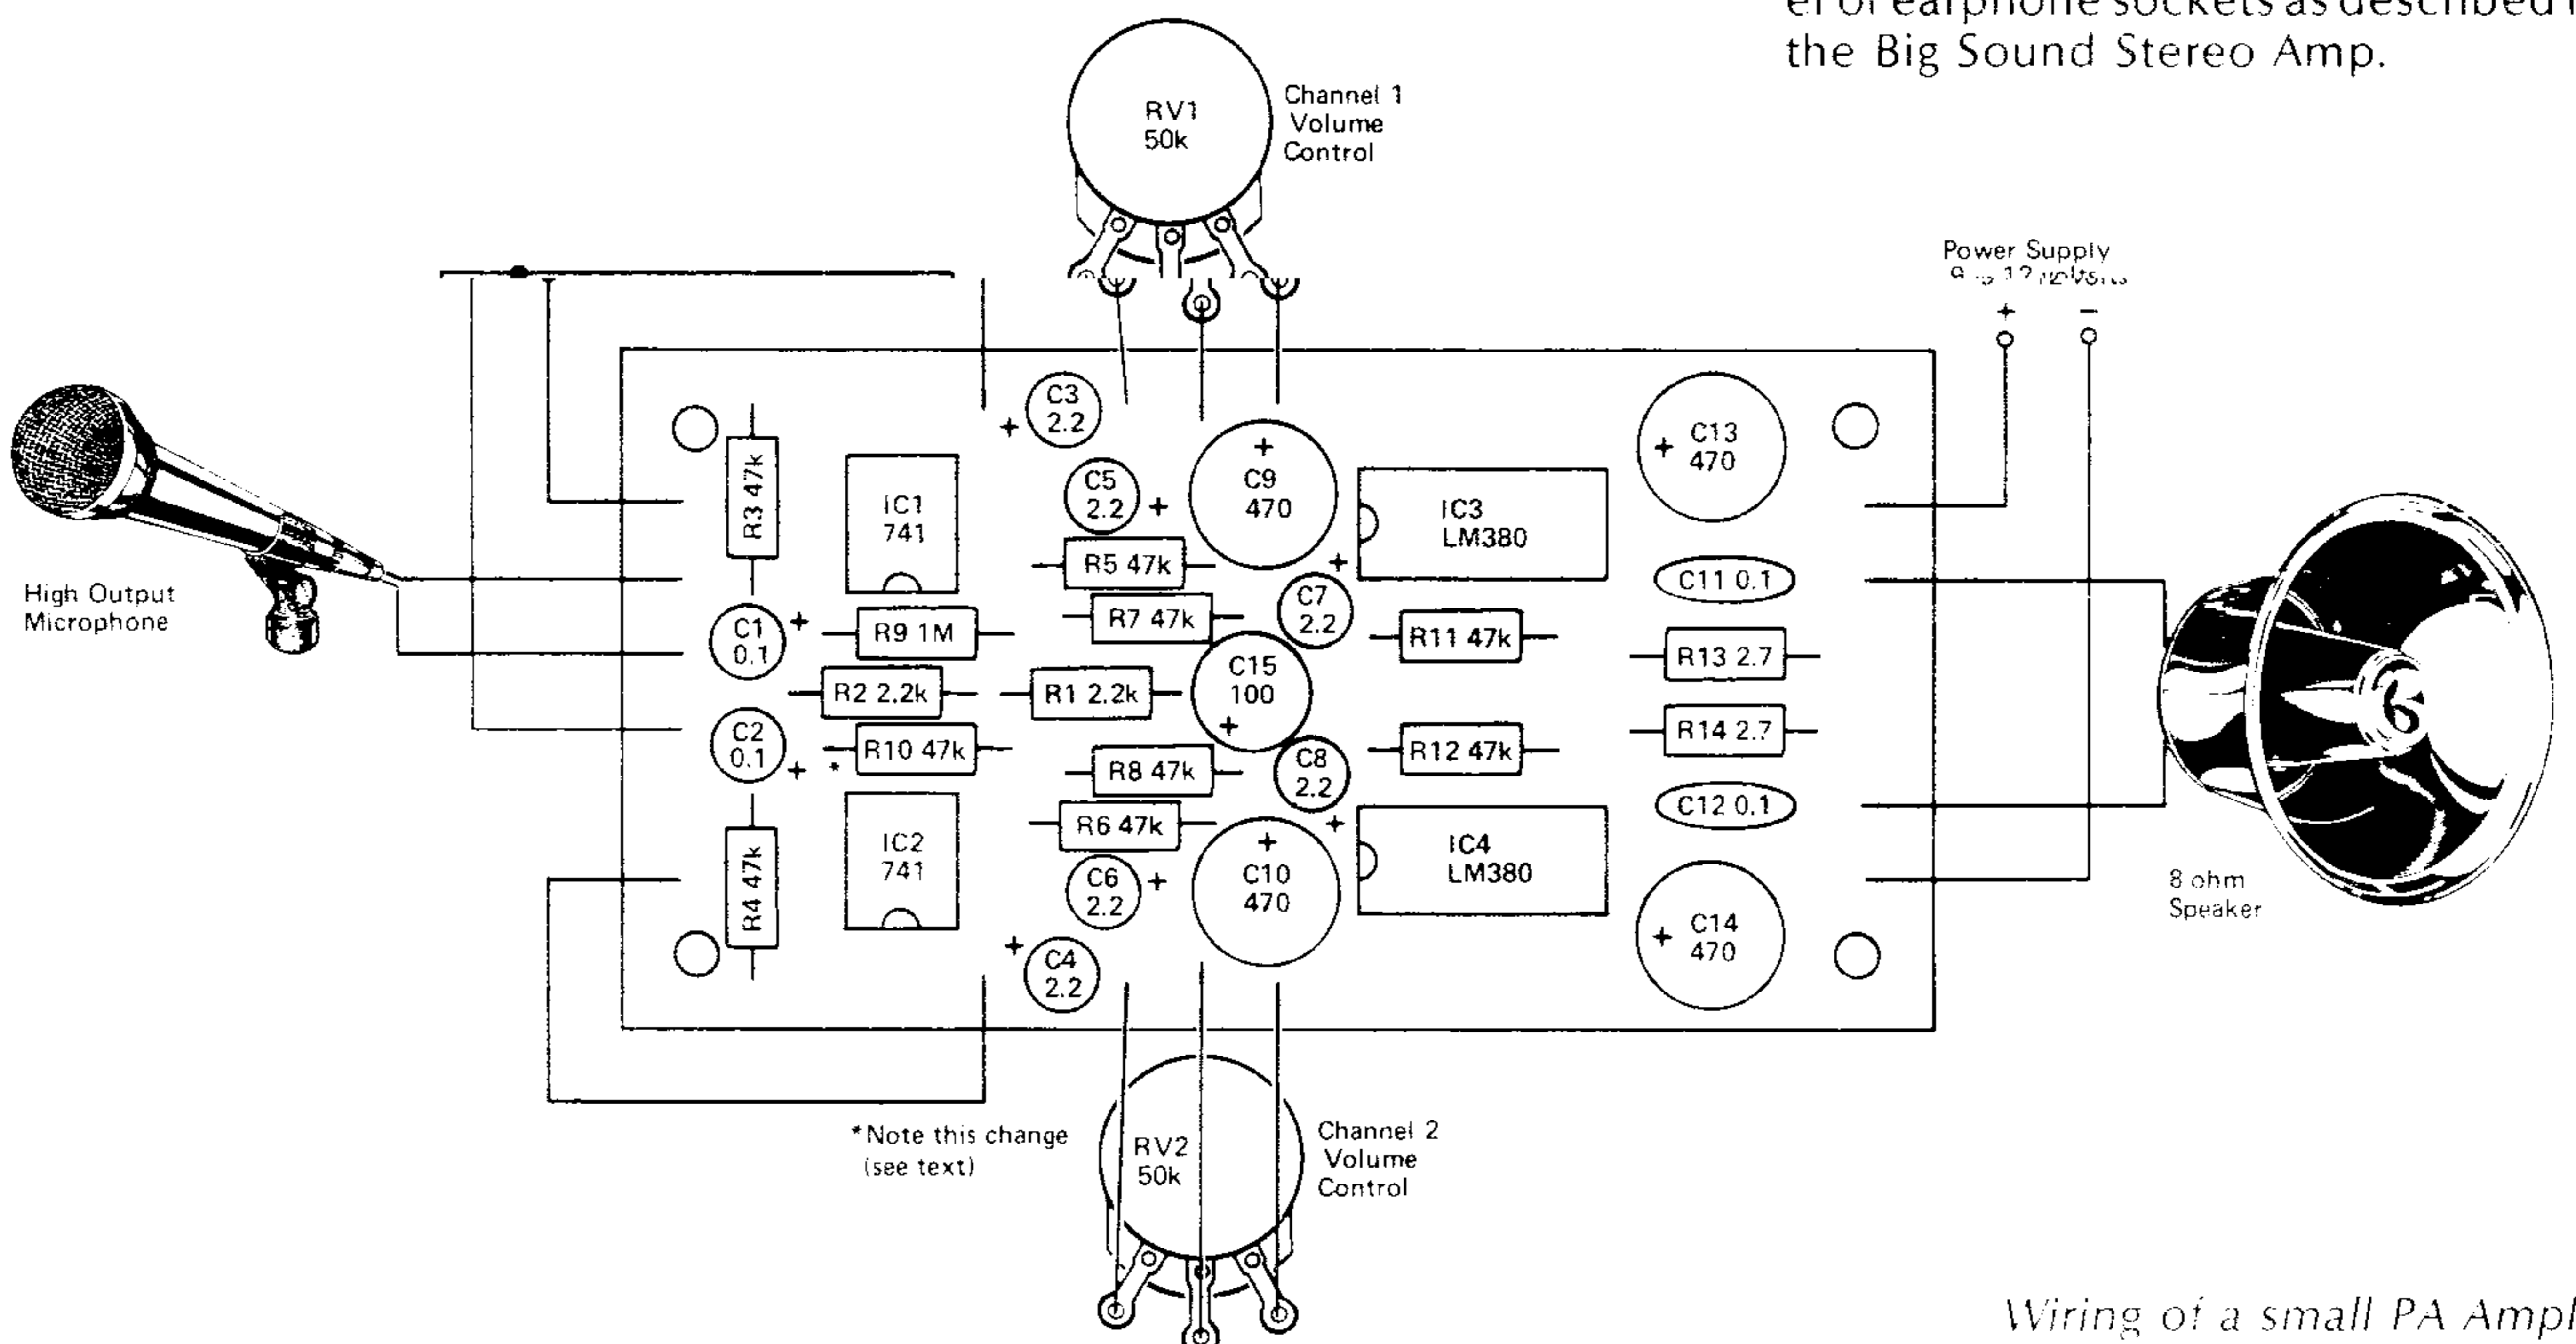 the Big Sound Stereo Amp.
RV1
50k
Channel 1
Volume
Control
Power Supply
+ −
High Output
Microphone
R3 47k
C1
0.1
+
C2
0.1
+
R4 47k
IC1
741
R9 1M
R2 2.2k
R10 47k
*
IC2
741
+
C3
2.2
C5
2.2
+
R5 47k
R7 47k
R1 2.2k
R8 47k
R6 47k
C6
2.2
+
+
C4
2.2
+
C9
470
+
C7
2.2
C15
100
+
C8
2.2
+
+
C10
470
IC3
LM380
R11 47k
R12 47k
IC4
LM380
+ C13
470
C11 0.1
R13 2.7
R14 2.7
C12 0.1
+ C14
470
8 ohm
Speaker
*Note this change
(see text)
RV2
50k
Channel 2
Volume
Control
Wiring of a small PA Ampl